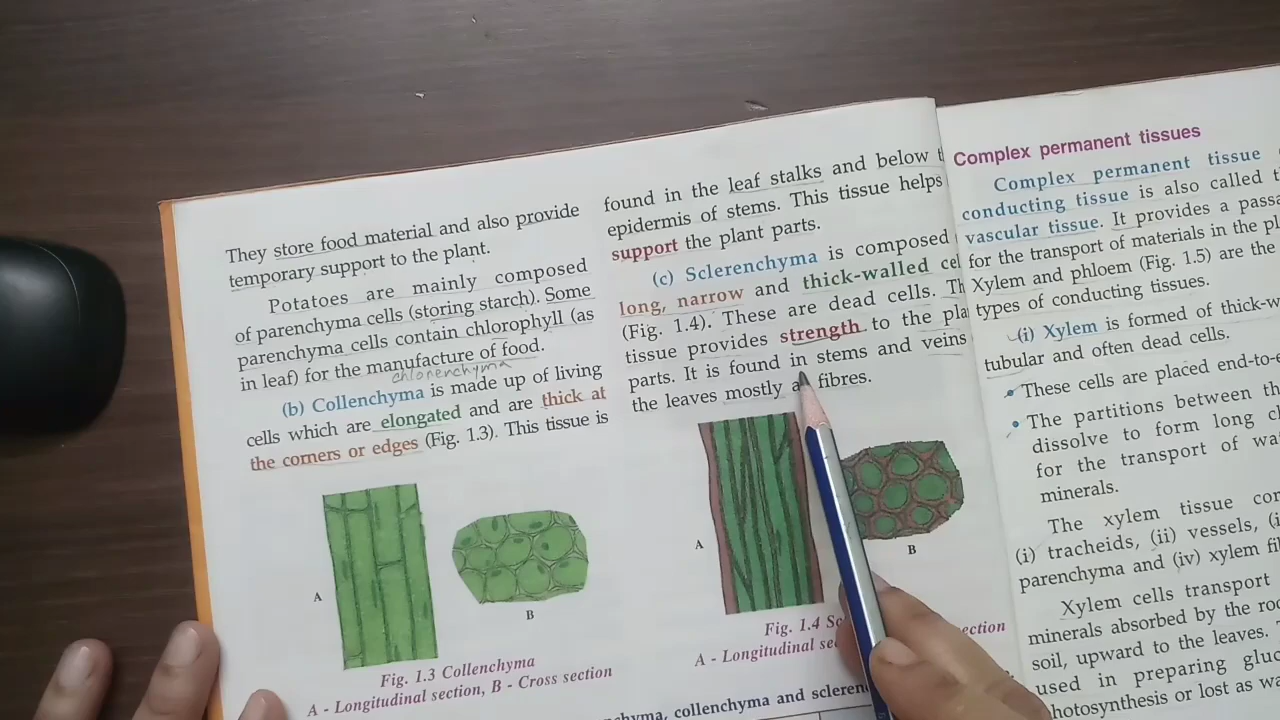 They store food material and also provide
temporary support to the plant.
Potatoes are mainly composed
of parenchyma cells (storing starch). Some
parenchyma cells contain chlorophyll (as
in leaf) for the manufacture of food.
chlorenchyma
(b) Collenchyma is made up of living
cells which are elongated and are thick at
the corners or edges (Fig. 1.3). This tissue is
A
B
Fig. 1.3 Collenchyma
A - Longitudinal section, B - Cross section
found in the leaf stalks and below
epidermis of stems. This tissue helps
support the plant parts.
(c) Sclerenchyma is composed
long, narrow and thick-walled
(Fig. 1.4). These are dead cells.
tissue provides strength to the
parts. It is found in stems and veins
the leaves mostly fibres.
A
B
Fig. 1.4
A - Longitudinal
collenchyma and
Complex permanent tissues
Complex permanent tissue
conducting tissue is also called
vascular tissue. It provides a
for the transport of materials in the
Xylem and phloem (Fig. 1.5) are the
types of conducting tissues.
(i) Xylem is formed of
tubular and often dead cells.
• These cells are placed
• The partitions between
dissolve to form long
for the transport of
minerals.
The xylem tissue
(i) tracheids, (ii) vessels,
parenchyma and (iv) xylem
Xylem cells transport
minerals absorbed by the
soil, upward to the leaves.
used in preparing
or lost as